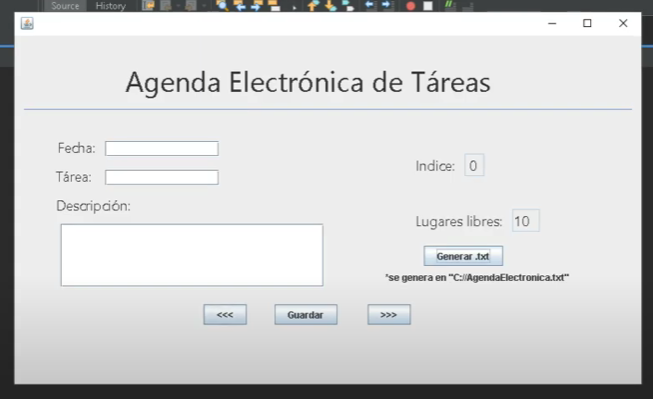 Source History
Agenda Electrónica de Táreas
Fecha:
Tárea:
Descripción:
Indice: 0
Lugares libres: 10
Generar .txt
*se genera en "C://AgendaElectronica.txt"
<<< Guardar >>>